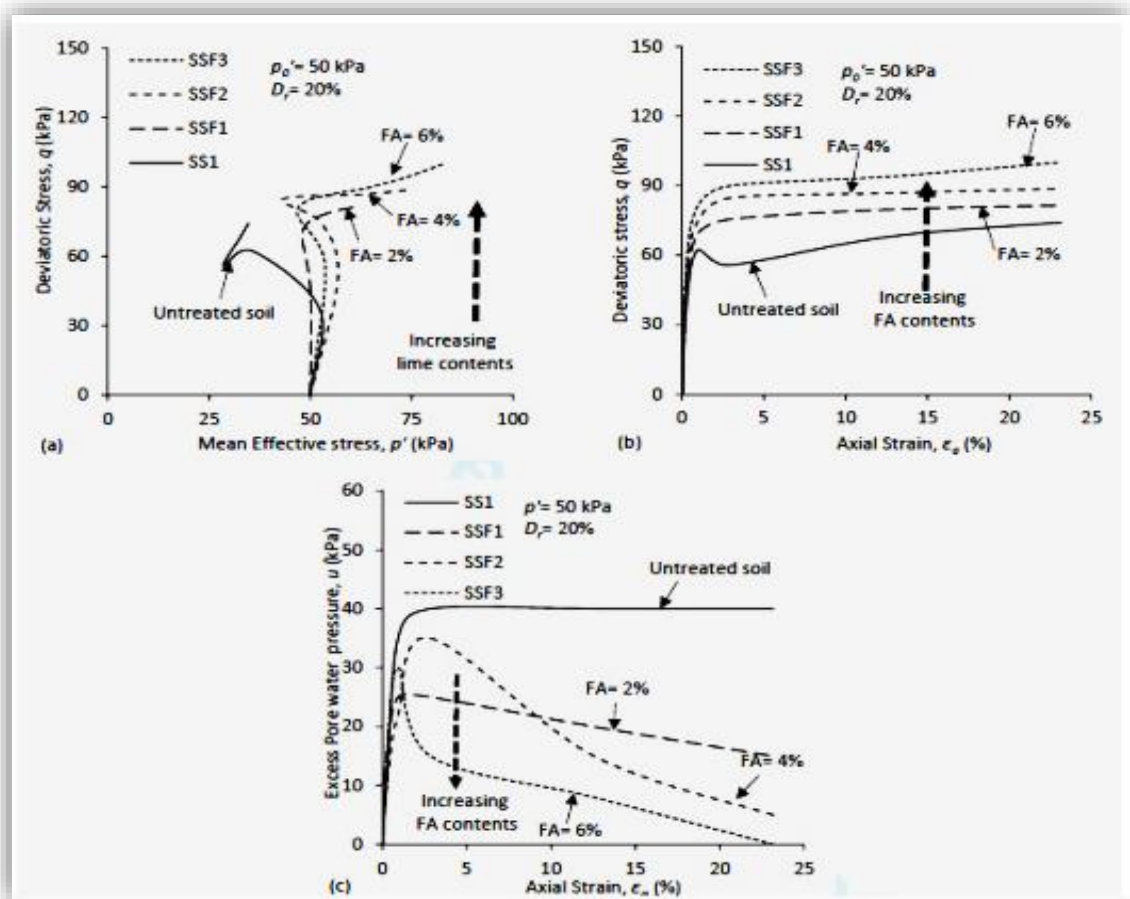 150
120
90
60
30
0
Deviatoric Stress, q (kPa)
SSF3
SSF2
SSF1
SS1
po'= 50 kPa
Dr= 20%
FA= 6%
FA= 4%
FA= 2%
Untreated soil
Increasing
lime contents
0 25 50 75 100
(a) Mean Effective stress, p' (kPa)
150
120
90
60
30
0
Deviatoric stress, q (kPa)
SSF3
SSF2
SSF1
SS1
po'= 50 kPa
Dr= 20%
FA= 6%
FA= 4%
FA= 2%
Untreated soil
Increasing
FA contents
0 5 10 15 20 25
(b) Axial Strain, εa (%)
60
50
40
30
20
10
0
Excess Pore water pressure, u (kPa)
SS1
SSF1
SSF2
SSF3
p'= 50 kPa
Dr= 20%
Untreated soil
FA= 2%
FA= 4%
Increasing
FA contents
FA= 6%
0 5 10 15 20 25
(c) Axial Strain, (%)